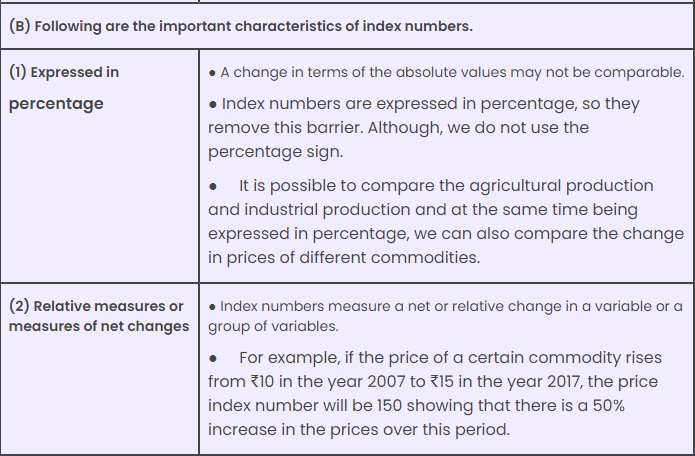 (B) Following are the important characteristics of index numbers.
(1) Expressed in
percentage
● A change in terms of the absolute values may not be comparable.
● Index numbers are expressed in percentage, so they
remove this barrier. Although, we do not use the
percentage sign.
● It is possible to compare the agricultural production
and industrial production and at the same time being
expressed in percentage, we can also compare the change
in prices of different commodities.
(2) Relative measures or
measures of net changes
● Index numbers measure a net or relative change in a variable or a
group of variables.
● For example, if the price of a certain commodity rises
from ₹10 in the year 2007 to ₹15 in the year 2017, the price
index number will be 150 showing that there is a 50%
increase in the prices over this period.